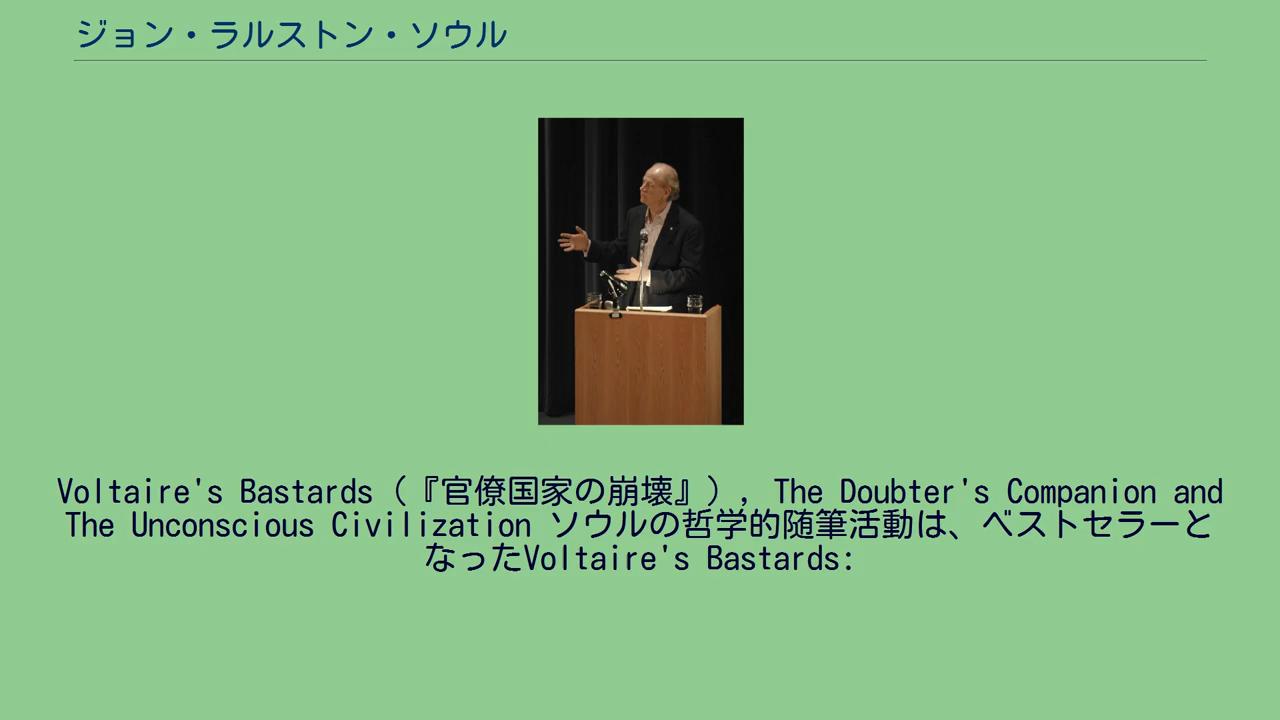 ジョン・ラルストン・ソウル
Voltaire's Bastards（『官僚国家の崩壊』）, The Doubter's Companion and
The Unconscious Civilization ソウルの哲学的随筆活動は、ベストセラーと
なったVoltaire's Bastards: